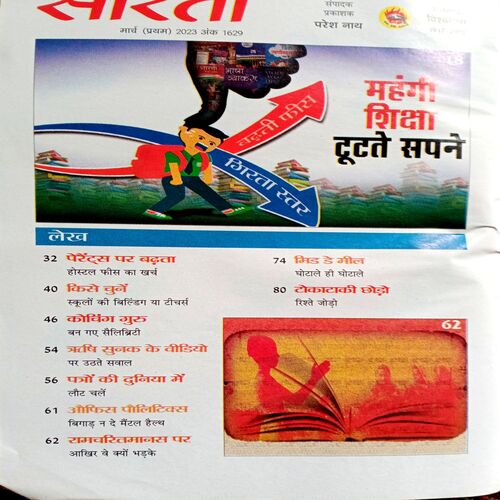 सरिता
संपादक
प्रकाशक
परेश नाथ
मार्च (प्रथम) 2023 अंक 1629
भाषा
व्याकरण
महंगी
शिक्षा
टूटते सपने
बढ़ती फीस
गिरता स्तर
लेख
32 पेरैंट्स पर बढ़ता
होस्टल फीस का खर्च
40 किसे चुनें
स्कूलों की बिल्डिंग या टीचर्स
46 कोचिंग गुरु
बन गए सैलिब्रिटी
54 ऋषि सुनक के वीडियो
पर उठते सवाल
56 पत्रों की दुनिया में
लौट चलें
61 औफिस पौलिटिक्स
बिगाड़ न दे मैंटल हैल्थ
62 रामचरितमानस पर
आखिर वे क्यों भड़के
74 मिड डे मील
घोटाले ही घोटाले
80 टोकाटाकी छोड़ो
रिश्ते जोड़ो
62